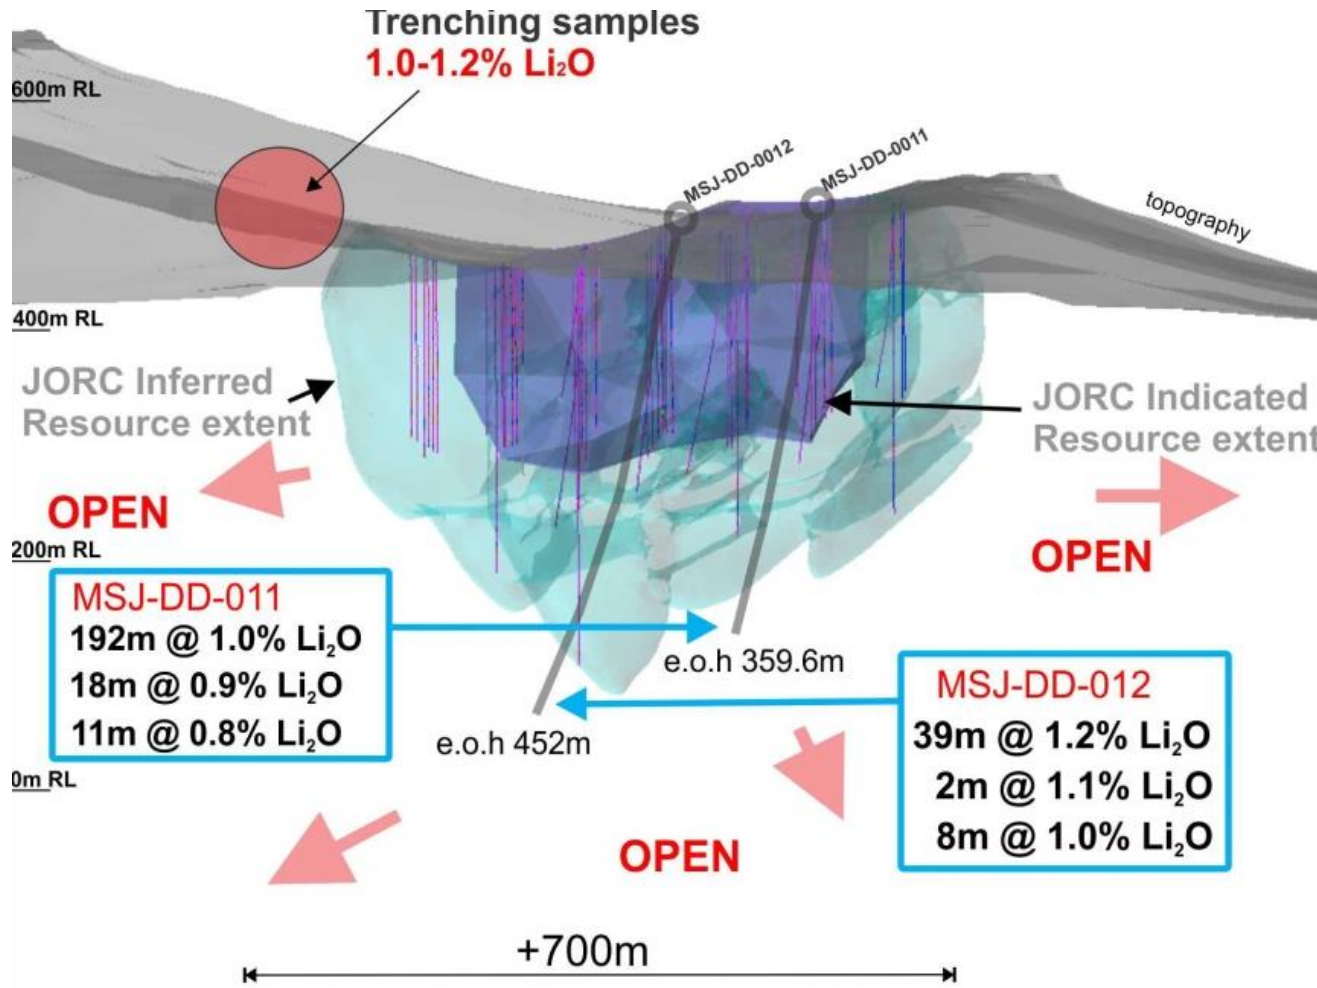 Trenching samples
1.0-1.2% Li₂O
600m RL
MSJ-DD-0012
MSJ-DD-0011
topography
400m RL
JORC Inferred
Resource extent
JORC Indicated
Resource extent
OPEN
OPEN
200m RL
MSJ-DD-011
192m @ 1.0% Li₂O
18m @ 0.9% Li₂O
11m @ 0.8% Li₂O
e.o.h 359.6m
e.o.h 452m
MSJ-DD-012
39m @ 1.2% Li₂O
2m @ 1.1% Li₂O
8m @ 1.0% Li₂O
0m RL
OPEN
+700m